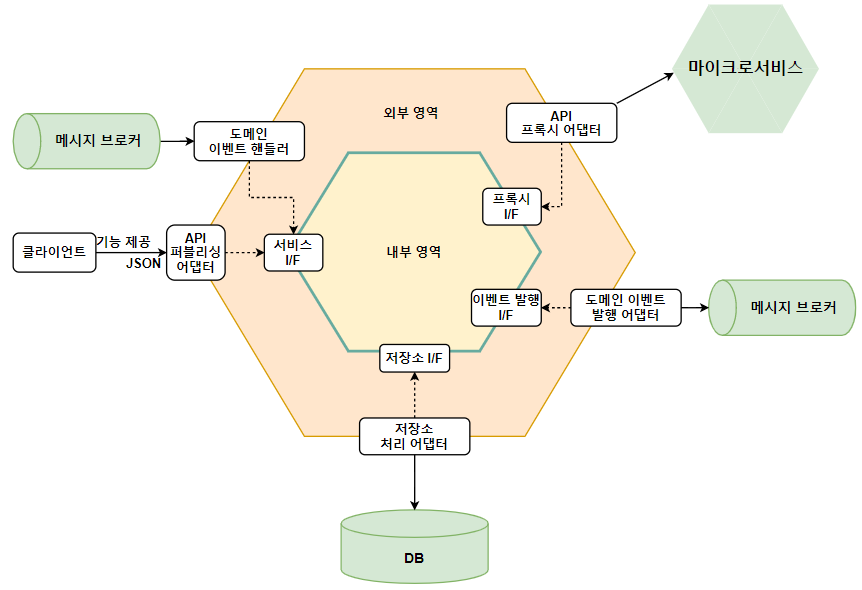 마이크로서비스
외부 영역
API
프록시 어댑터
메시지 브로커
도메인
이벤트 핸들러
프록시
I/F
클라이언트
기능 제공
JSON
API
퍼블리싱
어댑터
서비스
I/F
내부 영역
이벤트 발행
I/F
도메인 이벤트
발행 어댑터
메시지 브로커
저장소 I/F
저장소
처리 어댑터
DB